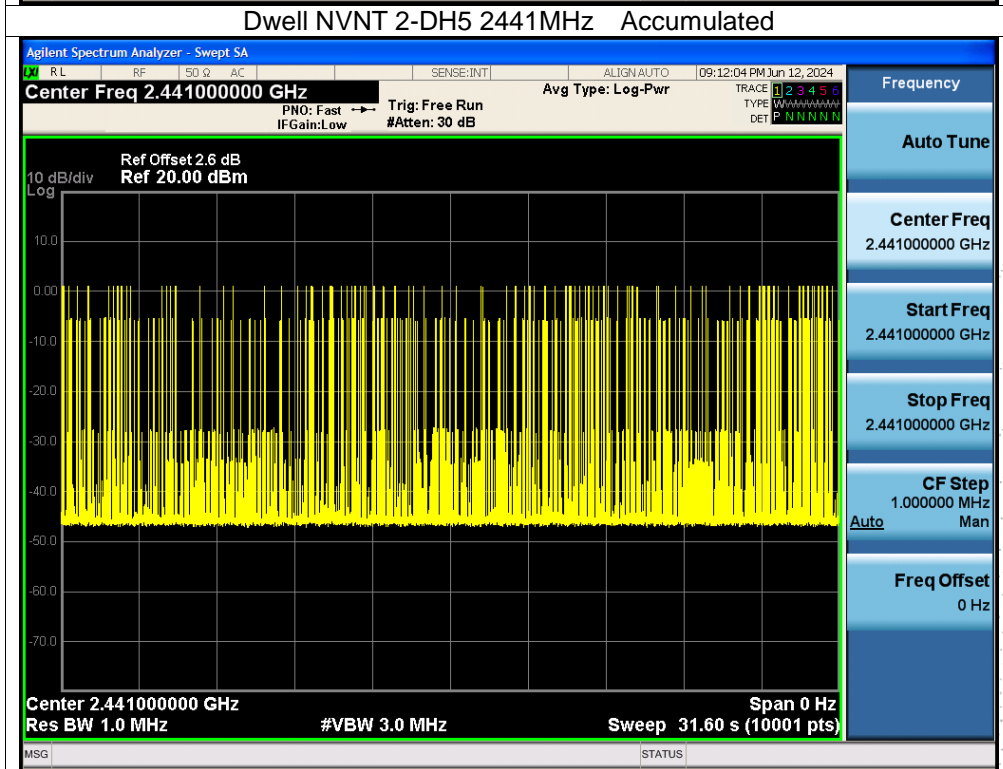 Dwell NVNT 2-DH5 2441MHz Accumulated
Agilent Spectrum Analyzer - Swept SA
LXI RL RF 50 Ω AC SENSE:INT ALIGN AUTO 09:12:04 PM Jun 12, 2024
Center Freq 2.441000000 GHz
PNO: Fast
IFGain:Low
Trig: Free Run
#Atten: 30 dB
Avg Type: Log-Pwr
TRACE 1 2 3 4 5 6
TYPE WWWWWW
DET P N N N N N
Frequency
Auto Tune
Center Freq
2.441000000 GHz
Start Freq
2.441000000 GHz
Stop Freq
2.441000000 GHz
CF Step
1.000000 MHz
Auto Man
Freq Offset
0 Hz
Ref Offset 2.6 dB
10 dB/div Ref 20.00 dBm
Log
10.0
0.00
-10.0
-20.0
-30.0
-40.0
-50.0
-60.0
-70.0
Center 2.441000000 GHz Span 0 Hz
Res BW 1.0 MHz #VBW 3.0 MHz Sweep 31.60 s (10001 pts)
MSG STATUS